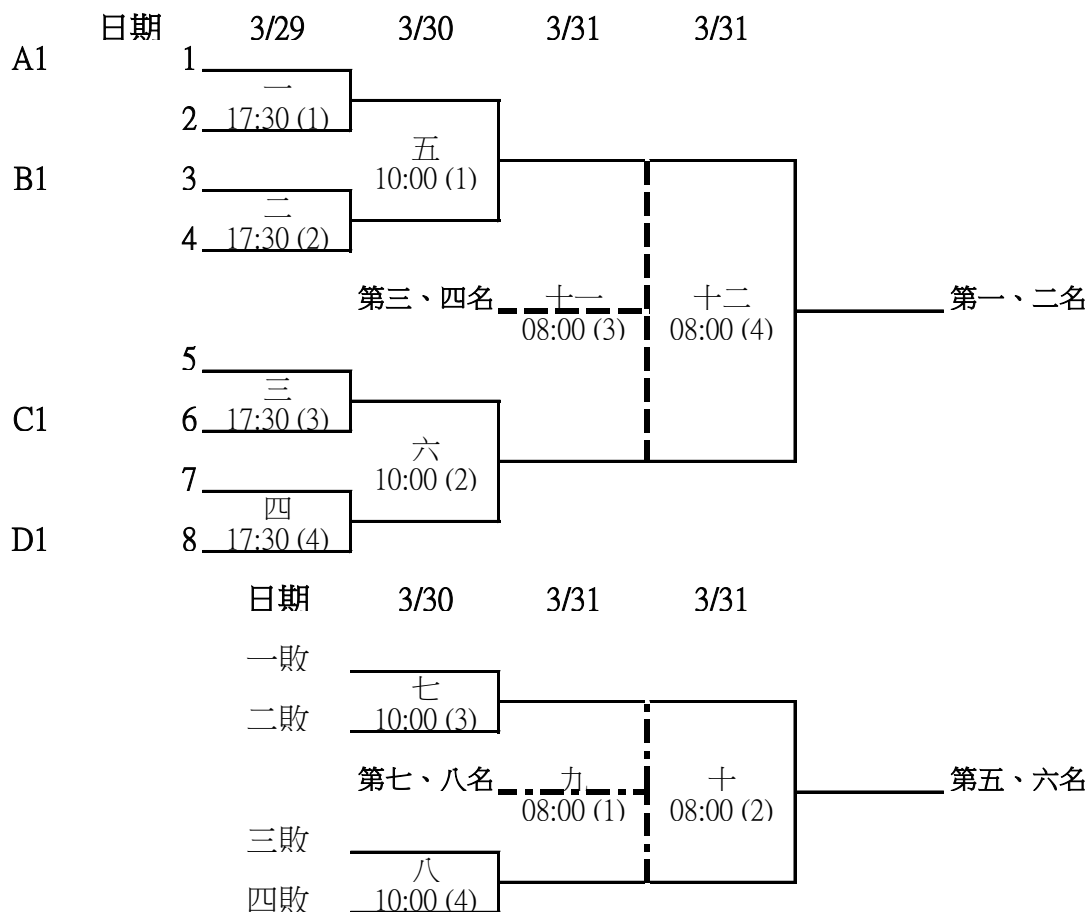 日期 3/29 3/30 3/31 3/31
A1 1
一
2 17:30 (1)
五
B1 3 10:00 (1)
二
4 17:30 (2)
第三、四名 十一 十二 第一、二名
08:00 (3) 08:00 (4)
5
三
C1 6 17:30 (3)
六
7 10:00 (2)
四
D1 8 17:30 (4)
日期 3/30 3/31 3/31
一敗
七
二敗 10:00 (3)
第七、八名 九 十 第五、六名
08:00 (1) 08:00 (2)
三敗
八
四敗 10:00 (4)